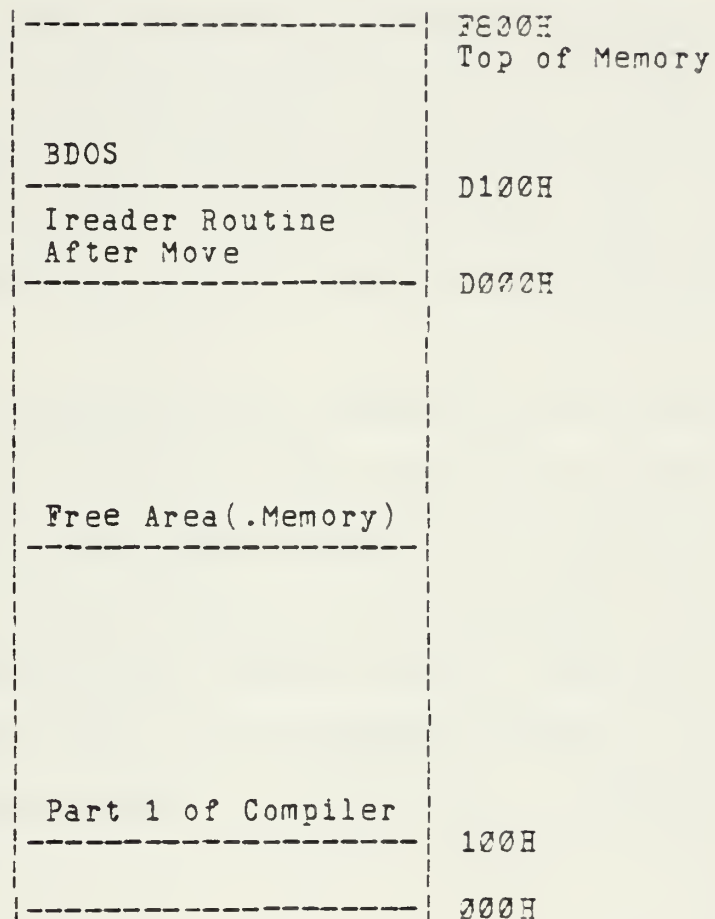 F800H
Top of Memory
BDOS
D100H
Ireader Routine
After Move
D000H
Free Area(.Memory)
Part 1 of Compiler
100H
000H